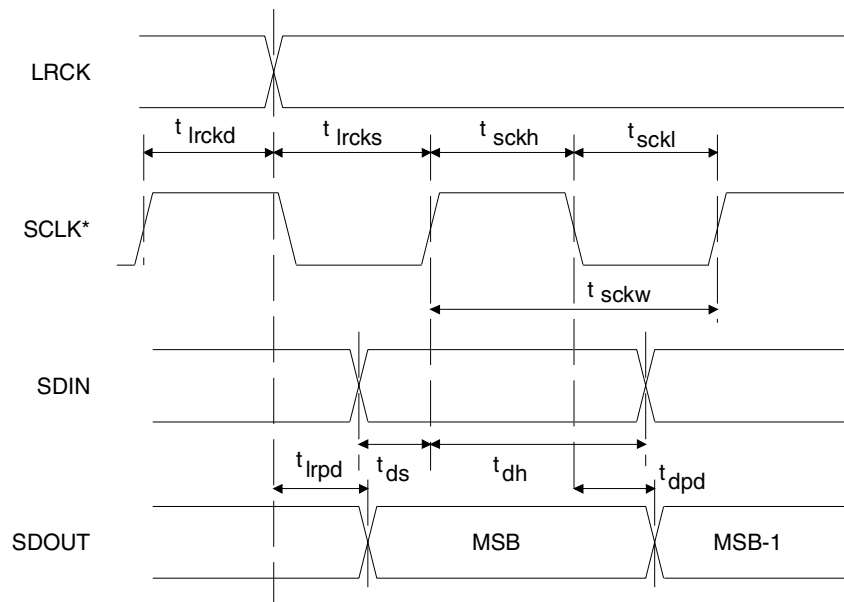 LRCK
t lrckd
t lrcks
t sckh
t sckl
SCLK*
t sckw
SDIN
t lrpd
t ds
t dh
t dpd
SDOUT
MSB
MSB-1